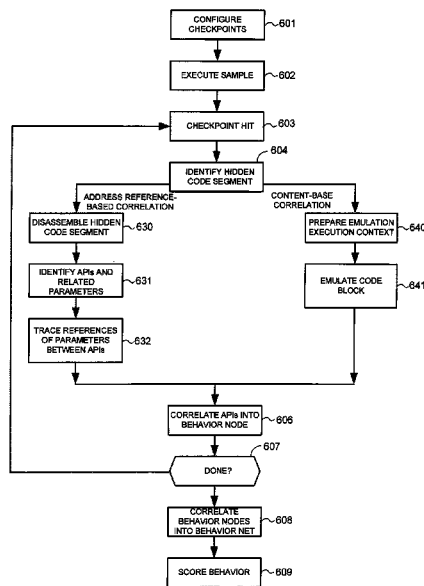 CONFIGURE
CHECKPOINTS
601
EXECUTE SAMPLE
602
CHECKPOINT HIT
603
604
IDENTIFY HIDDEN
CODE SEGMENT
ADDRESS REFERENCE-
BASED CORRELATION
CONTENT-BASE
CORRELATION
DISASSEMBLE HIDDEN
CODE SEGMENT
630
PREPARE EMULATION
EXECUTION CONTEXT
640
IDENTIFY APIs AND
RELATED
PARAMETERS
631
EMULATE CODE
BLOCK
641
TRACE REFERENCES
OF PARAMETERS
BETWEEN APIs
632
CORRELATE APIs INTO
BEHAVIOR NODE
606
607
DONE?
CORRELATE
BEHAVIOR NODES
INTO BEHAVIOR NET
608
SCORE BEHAVIOR
609